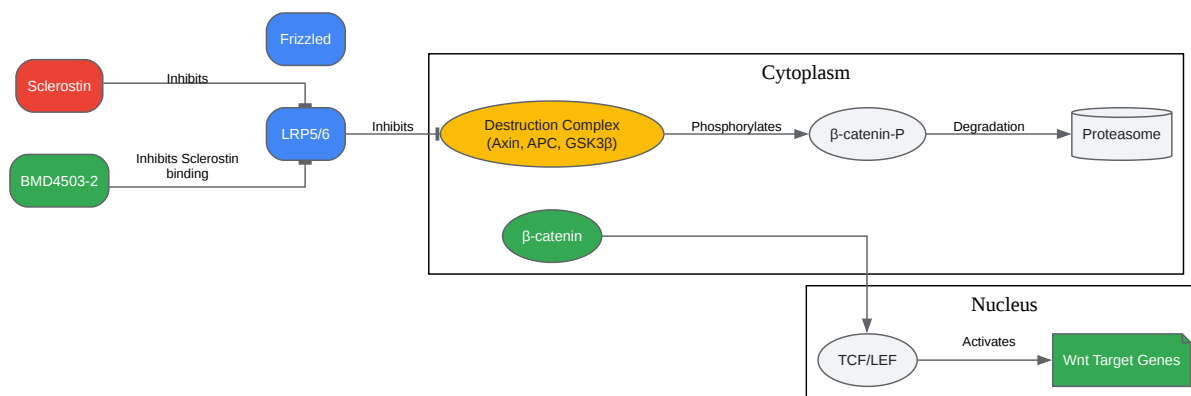 Frizzled
Cytoplasm
Sclerostin
Inhibits
LRP5/6
Inhibits
Destruction Complex
(Axin, APC, GSK3β)
Phosphorylates
β-catenin-P
Degradation
Proteasome
Inhibits Sclerostin
binding
BMD4503-2
β-catenin
Nucleus
TCF/LEF
Activates
Wnt Target Genes